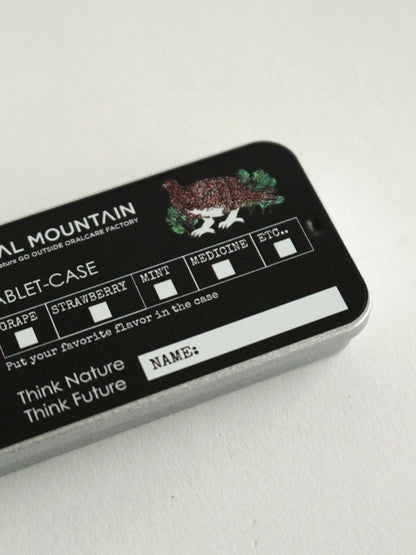 AL MOUNTAIN
ature GO OUTSIDE ORALCARE FACTORY
ABLET-CASE
GRAPE STRAWBERRY MINT MEDICINE ETC..
Put your favorite flavor in the case
Think Nature
Think Future
NAME: